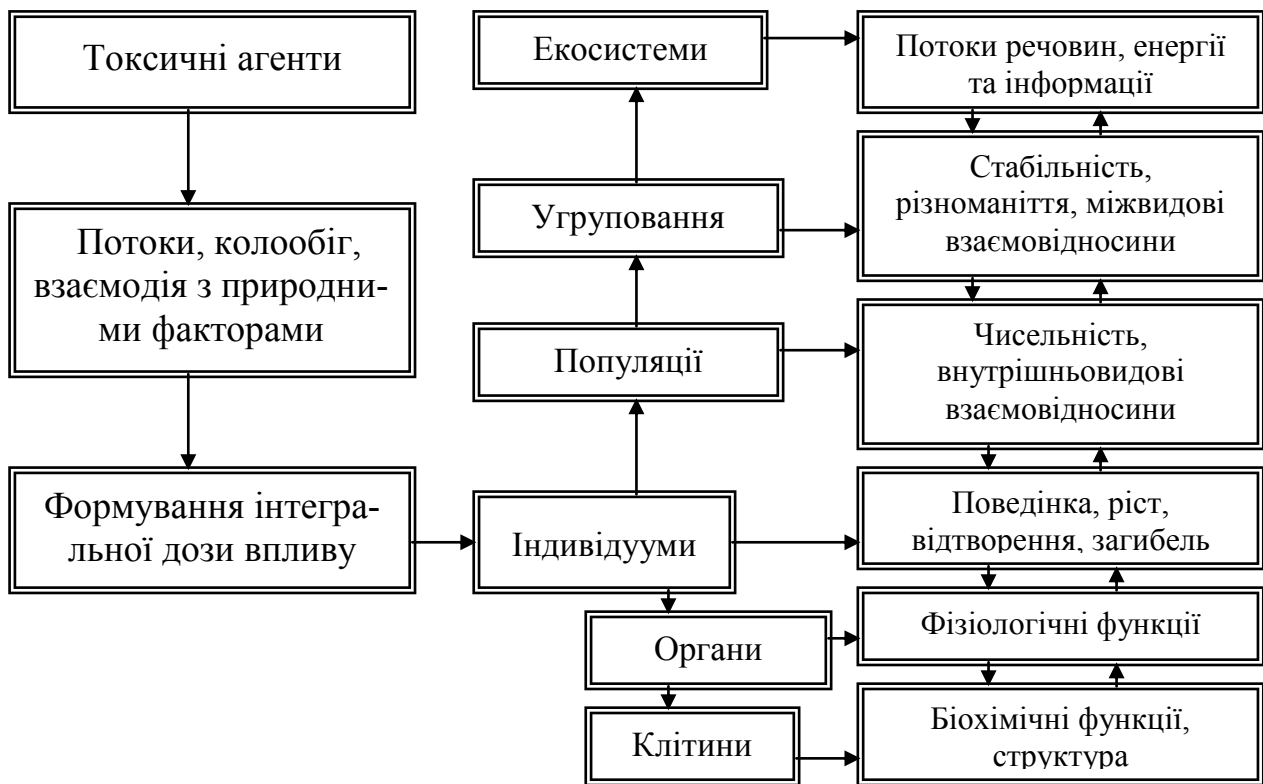 Токсичні агенти
Потоки, колообіг,
взаємодія з природни-
ми факторами
Формування інтегра-
льної дози впливу
Екосистеми
Угруповання
Популяції
Індивідууми
Органи
Клітини
Потоки речовин, енергії
та інформації
Стабільність,
різноманіття, міжвидові
взаємовідносини
Чисельність,
внутрішньовидові
взаємовідносини
Поведінка, ріст,
відтворення, загибель
Фізіологічні функції
Біохімічні функції,
структура